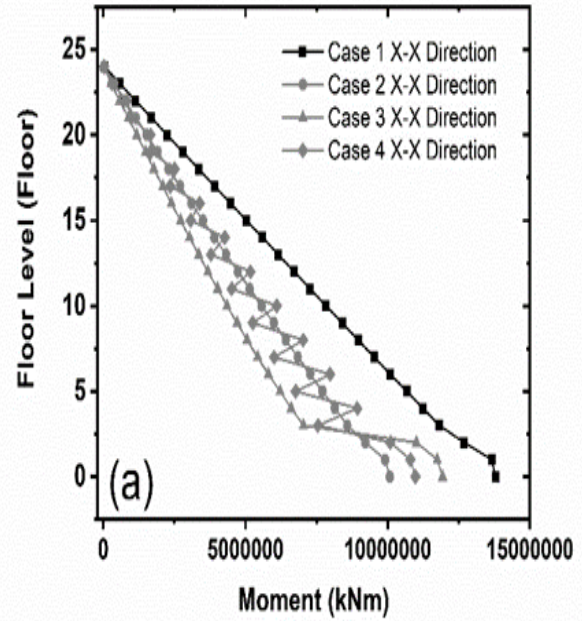 25
20
15
10
5
0
Floor Level (Floor)
Case 1 X-X Direction
Case 2 X-X Direction
Case 3 X-X Direction
Case 4 X-X Direction
(a)
0
5000000
10000000
15000000
Moment (kNm)